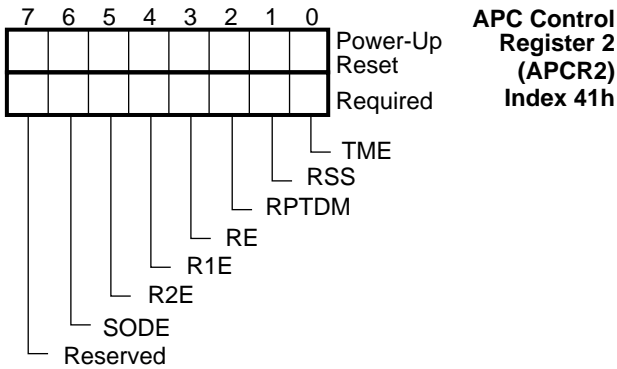 7 6 5 4 3 2 1 0
Power-Up
Reset
Required
APC Control
Register 2
(APCR2)
Index 41h
TME
RSS
RPTDM
RE
R1E
R2E
SODE
Reserved